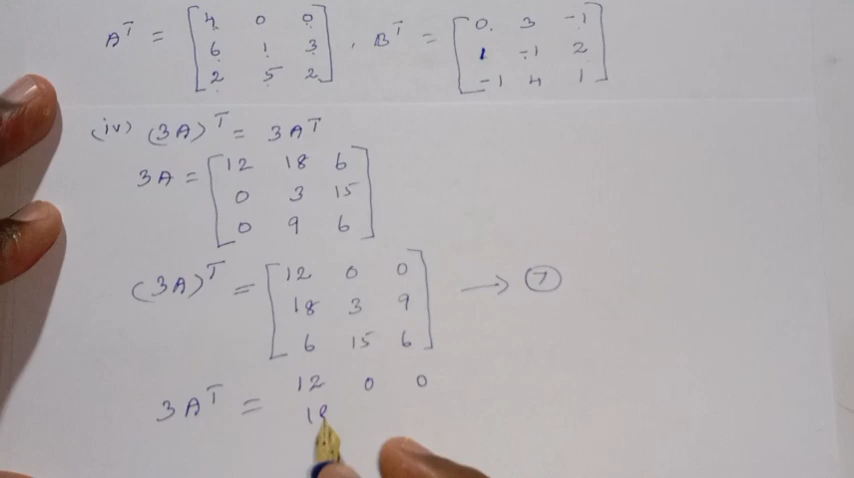 Aᵀ = [4 0 0; 6 1 3; 2 5 2], Bᵀ = [0 3 -1; 1 -1 2; -1 4 1]
(iv) (3A)ᵀ = 3Aᵀ
3A = [12 18 6; 0 3 15; 0 9 6]
(3A)ᵀ = [12 0 0; 18 3 9; 6 15 6] → ⑦
3Aᵀ = 12 0 0
18